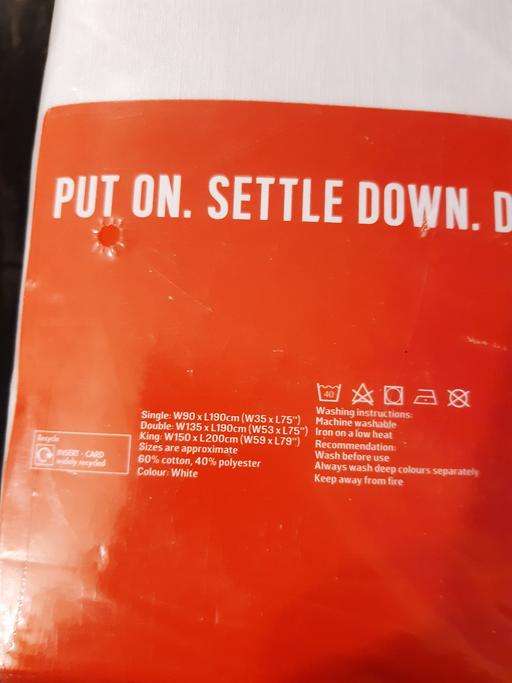 PUT ON. SETTLE DOWN. D
40
Single: W90 x L190cm (W35 x L75")
Double: W135 x L190cm (W53 x L75")
King: W150 x L200cm (W59 x L79")
Sizes are approximate
60% cotton, 40% polyester
Colour: White
Washing instructions:
Machine washable
Iron on a low heat
Recommendation:
Wash before use
Always wash deep colours separately
Keep away from fire
Recycle
INSERT - CARD
widely recycled